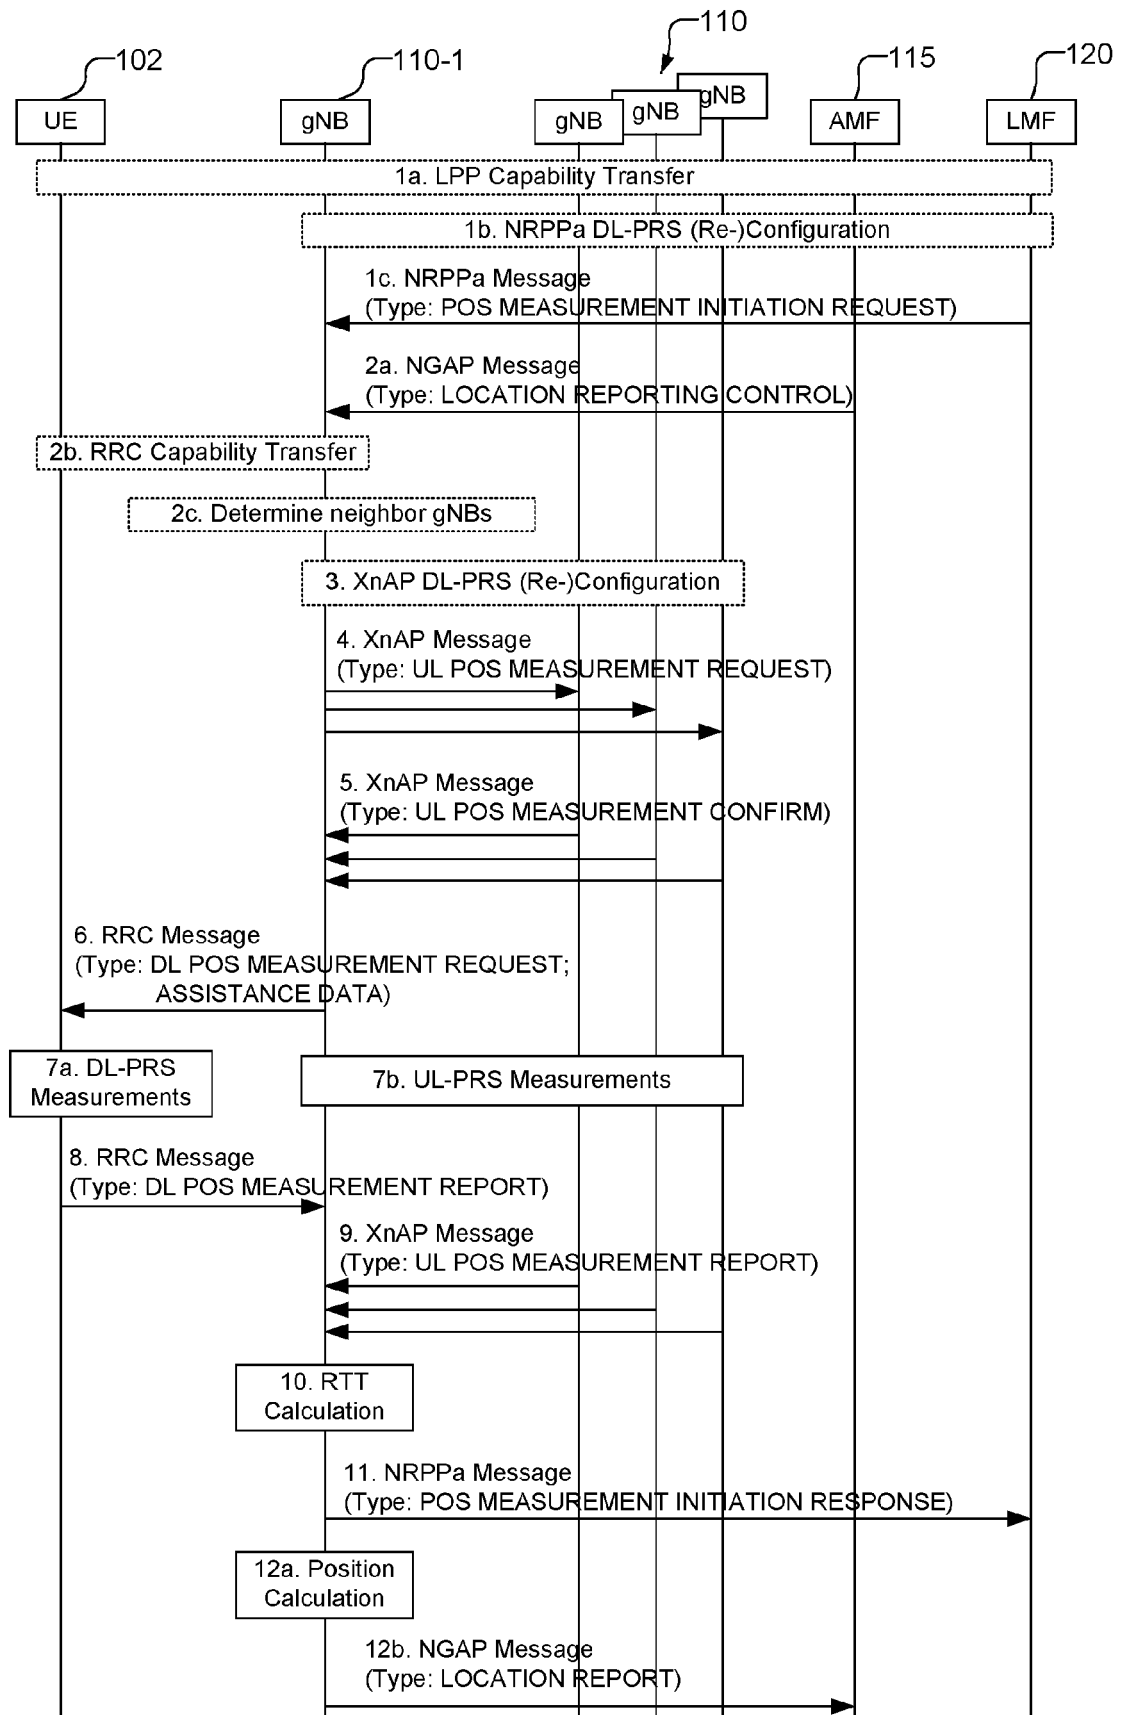 110
102
110-1
115
120
UE
gNB
gNB
gNB
gNB
AMF
LMF
1a. LPP Capability Transfer
1b. NRPPa DL-PRS (Re-)Configuration
1c. NRPPa Message
(Type: POS MEASUREMENT INITIATION REQUEST)
2a. NGAP Message
(Type: LOCATION REPORTING CONTROL)
2b. RRC Capability Transfer
2c. Determine neighbor gNBs
3. XnAP DL-PRS (Re-)Configuration
4. XnAP Message
(Type: UL POS MEASUREMENT REQUEST)
5. XnAP Message
(Type: UL POS MEASUREMENT CONFIRM)
6. RRC Message
(Type: DL POS MEASUREMENT REQUEST;
ASSISTANCE DATA)
7a. DL-PRS
Measurements
7b. UL-PRS Measurements
8. RRC Message
(Type: DL POS MEASUREMENT REPORT)
9. XnAP Message
(Type: UL POS MEASUREMENT REPORT)
10. RTT
Calculation
11. NRPPa Message
(Type: POS MEASUREMENT INITIATION RESPONSE)
12a. Position
Calculation
12b. NGAP Message
(Type: LOCATION REPORT)